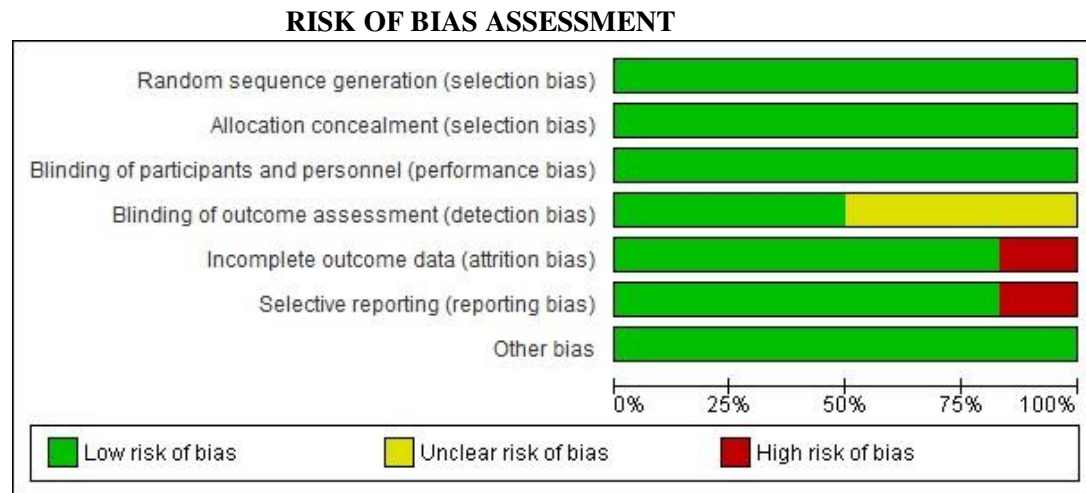 RISK OF BIAS ASSESSMENT
Random sequence generation (selection bias)
Allocation concealment (selection bias)
Blinding of participants and personnel (performance bias)
Blinding of outcome assessment (detection bias)
Incomplete outcome data (attrition bias)
Selective reporting (reporting bias)
Other bias
0% 25% 50% 75% 100%
Low risk of bias Unclear risk of bias High risk of bias